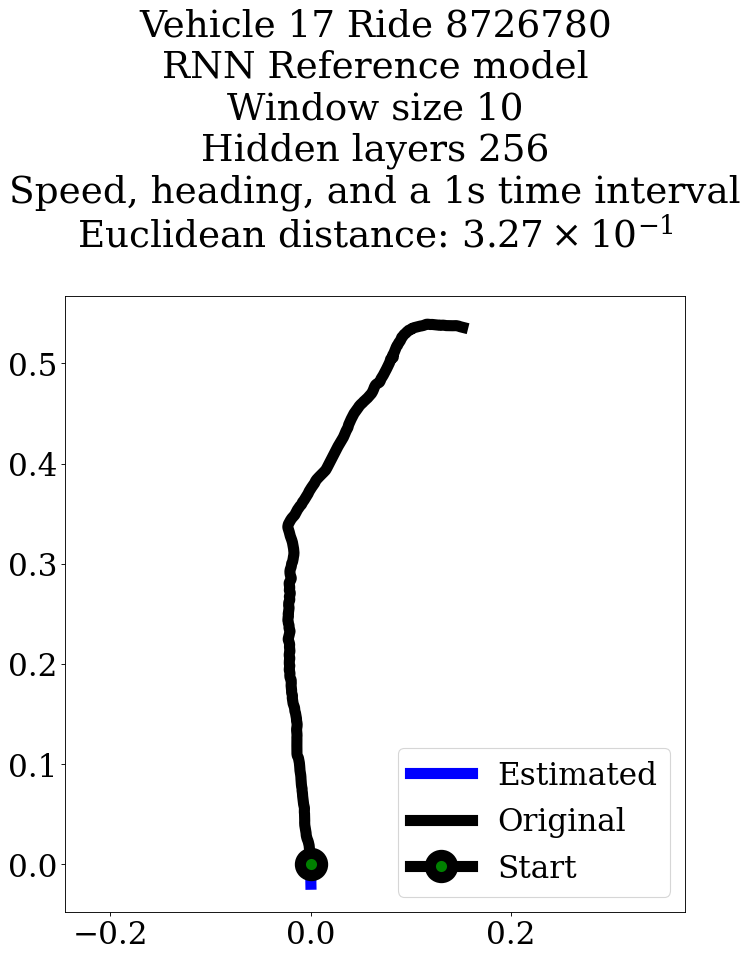 Vehicle 17 Ride 8726780
RNN Reference model
Window size 10
Hidden layers 256
Speed, heading, and a 1s time interval
Euclidean distance: 3.27 × 10⁻¹
0.5
0.4
0.3
0.2
0.1
0.0
Estimated
Original
Start
−0.2
0.0
0.2